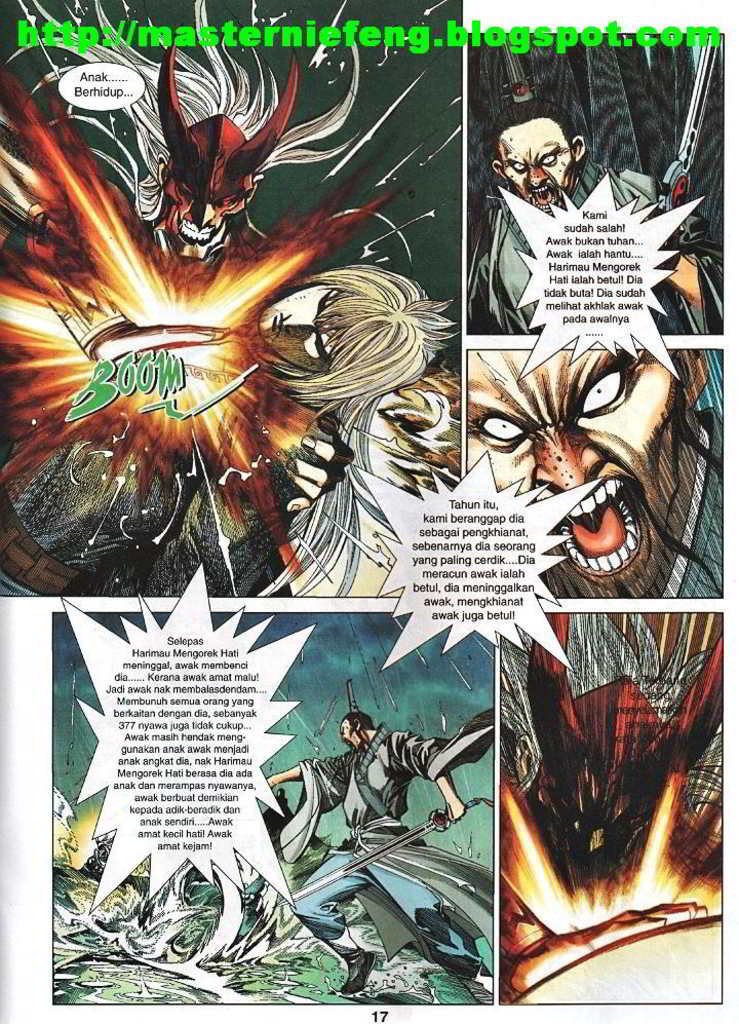 http://masterniefeng.blogspot.com
Anak......
Berhidup...
BOOM
Kami
sudah salah!
Awak bukan tuhan...
Awak ialah hantu....
Harimau Mengorek
Hati ialah betul! Dia
tidak buta! Dia sudah
melihat akhlak awak
pada awalnya
......
Tahun itu,
kami beranggap dia
sebagai pengkhianat,
sebenarnya dia seorang
yang paling cerdik....Dia
meracun awak ialah
betul, dia meninggalkan
awak, mengkhianat
awak juga betul!
Selepas
Harimau Mengorek Hati
meninggal, awak membenci
dia...... Kerana awak amat malu!
Jadi awak nak membalasdendam....
Membunuh semua orang yang
berkaitan dengan dia, sebanyak
377 nyawa juga tidak cukup...
Awak masih hendak meng-
gunakan anak awak menjadi
anak angkat dia, nak Harimau
Mengorek Hati berasa dia ada
anak dan merampas nyawanya,
awak berbuat demikian
kepada adik-beradik dan
anak sendiri.....Awak
amat kecil hati! Awak
amat kejam!
17